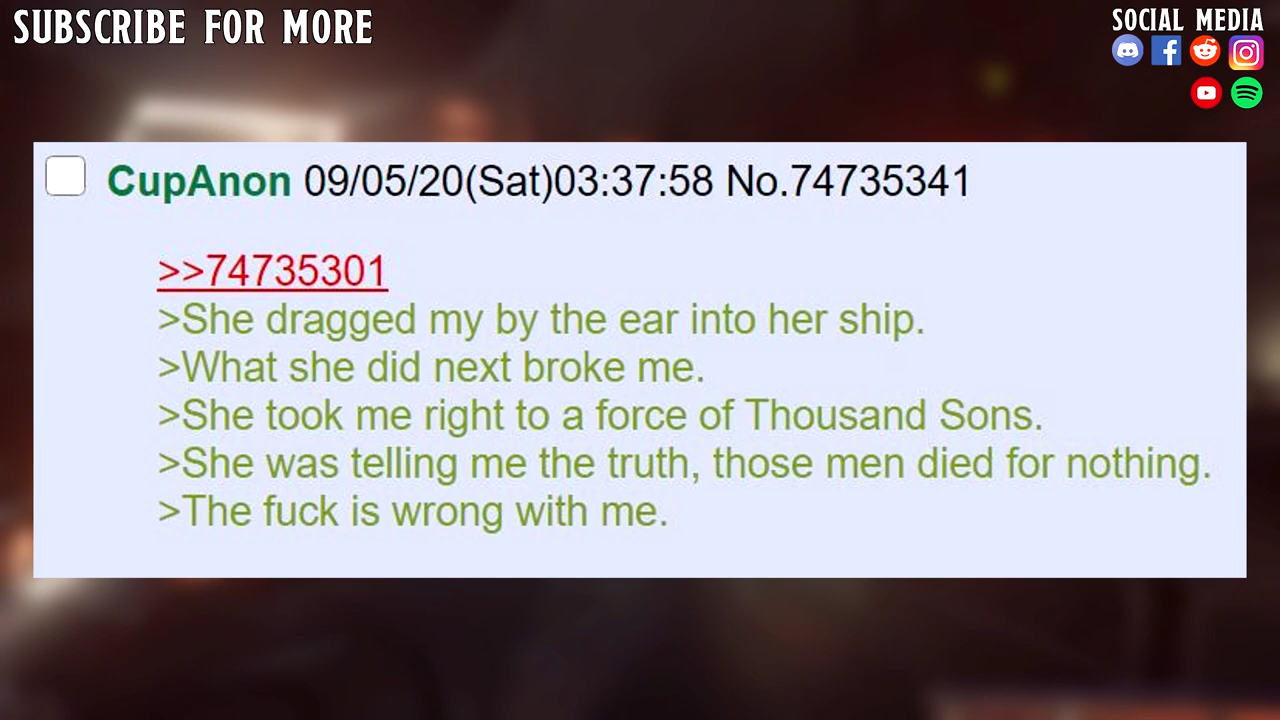 SUBSCRIBE FOR MORE
SOCIAL MEDIA
CupAnon 09/05/20(Sat)03:37:58 No.74735341
>>74735301
>She dragged my by the ear into her ship.
>What she did next broke me.
>She took me right to a force of Thousand Sons.
>She was telling me the truth, those men died for nothing.
>The fuck is wrong with me.